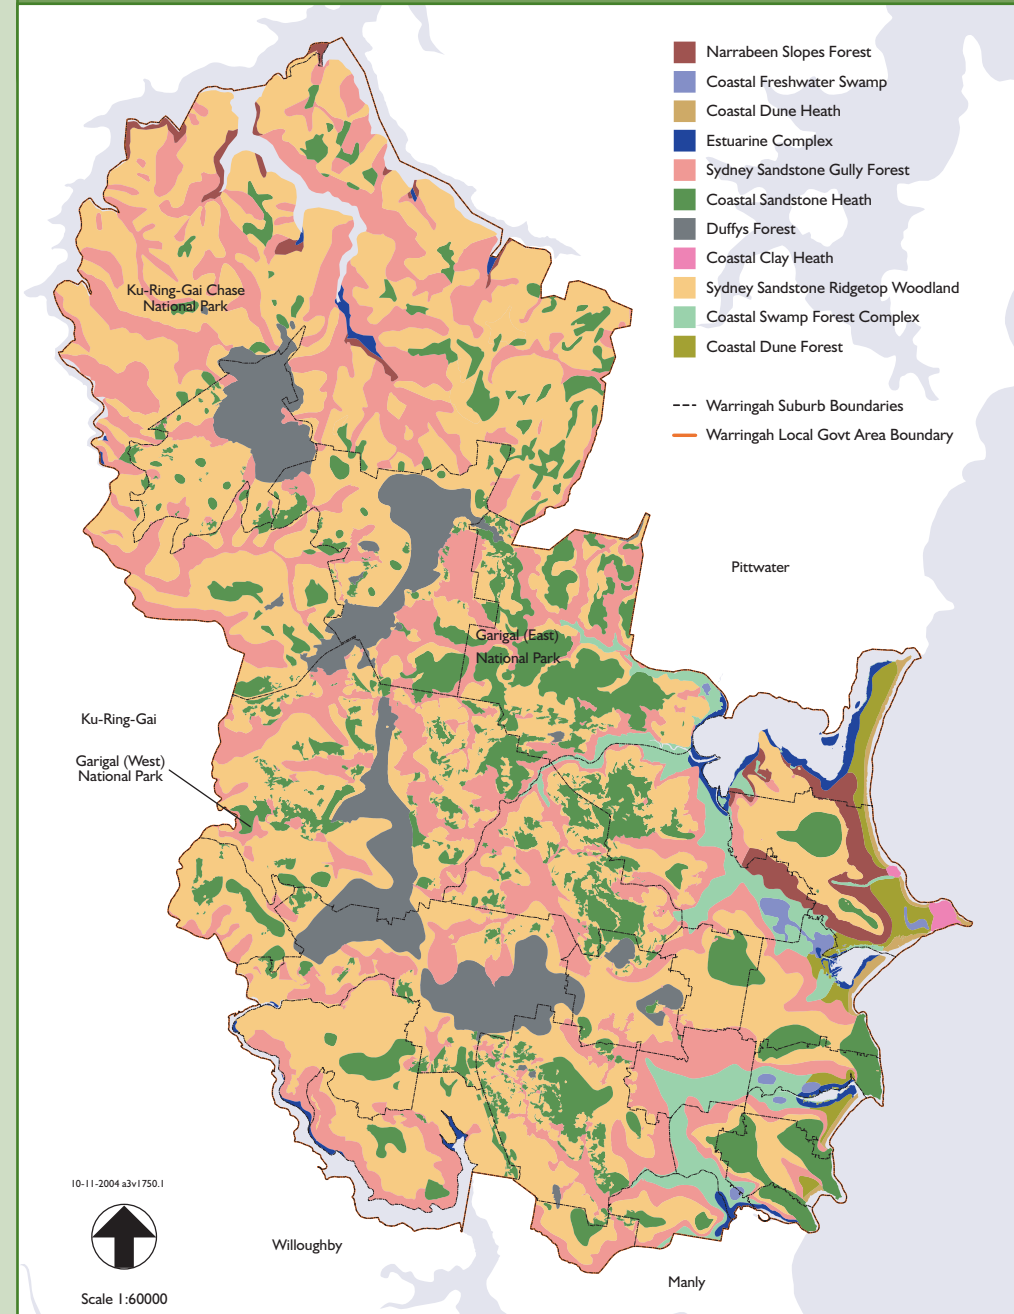 Narrabeen Slopes Forest
Coastal Freshwater Swamp
Coastal Dune Heath
Estuarine Complex
Sydney Sandstone Gully Forest
Coastal Sandstone Heath
Duffys Forest
Coastal Clay Heath
Sydney Sandstone Ridgetop Woodland
Coastal Swamp Forest Complex
Coastal Dune Forest
Warringah Suburb Boundaries
Warringah Local Govt Area Boundary
Ku-Ring-Gai Chase
National Park
Pittwater
Garigal (East)
National Park
Ku-Ring-Gai
Garigal (West)
National Park
10-11-2004 a3v1750.1
Willoughby
Manly
Scale 1:60000